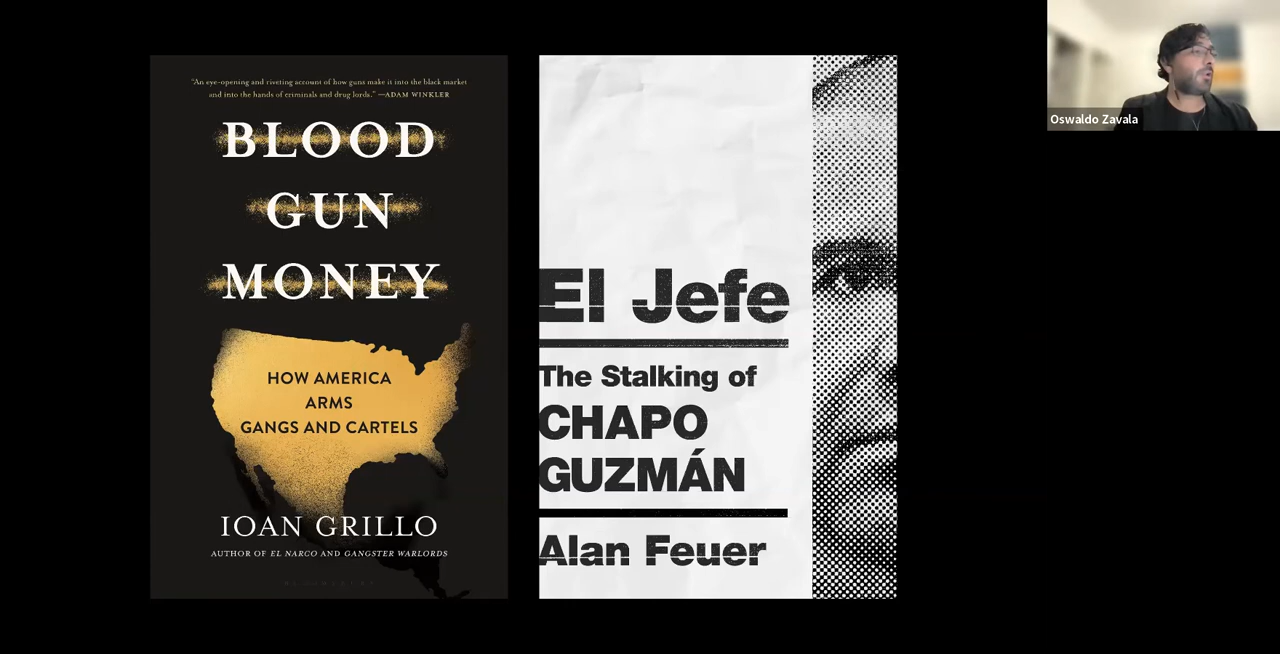 "An eye-opening and riveting account of how guns make it into the black market
and into the hands of criminals and drug lords." —ADAM WINKLER
BLOOD
GUN
MONEY
HOW AMERICA
ARMS
GANGS AND CARTELS
IOAN GRILLO
AUTHOR OF EL NARCO AND GANGSTER WARLORDS
El Jefe
The Stalking of
CHAPO
GUZMÁN
Alan Feuer
Oswaldo Zavala